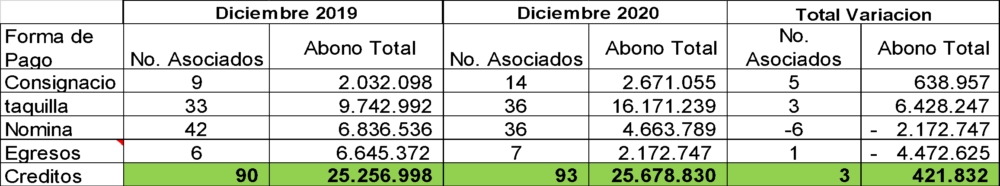 Diciembre 2019 Diciembre 2020 Total Variacion
Forma de Pago No. Asociados Abono Total No. Asociados Abono Total No. Asociados Abono Total
Consignacio 9 2.032.098 14 2.671.055 5 638.957
taquilla 33 9.742.992 36 16.171.239 3 6.428.247
Nomina 42 6.836.536 36 4.663.789 -6 - 2.172.747
Egresos 6 6.645.372 7 2.172.747 1 - 4.472.625
Creditos 90 25.256.998 93 25.678.830 3 421.832